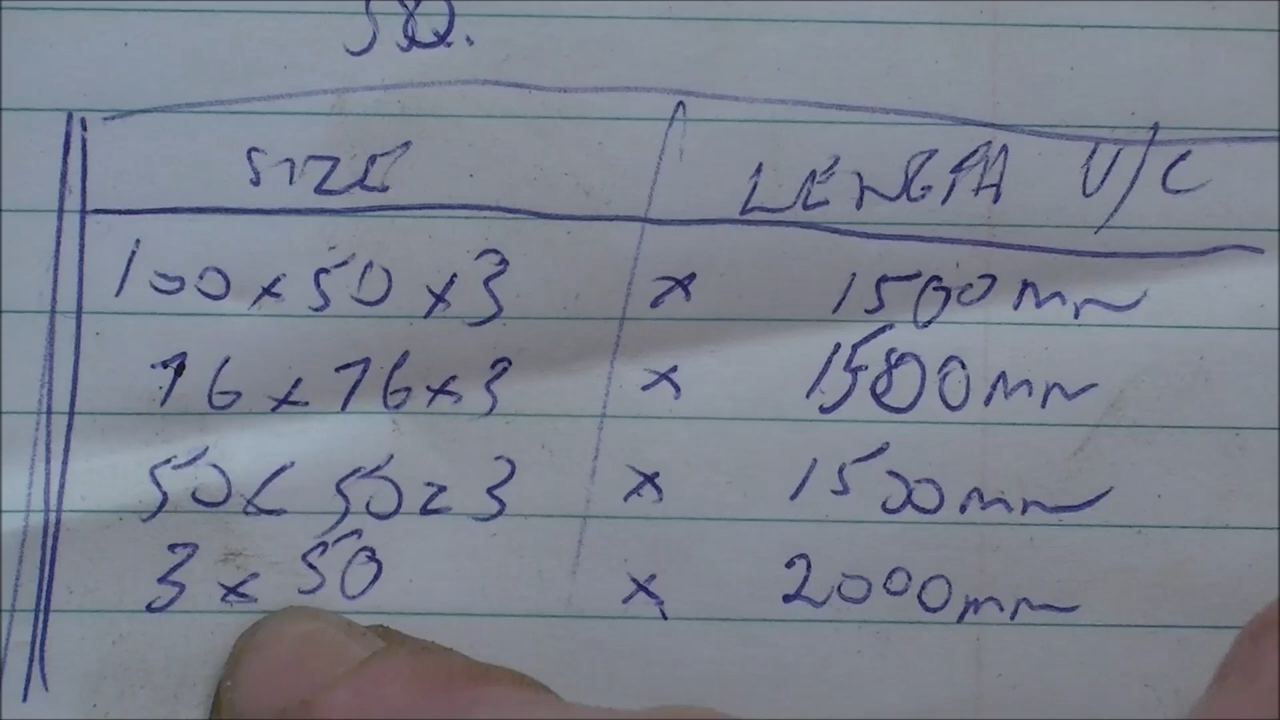 SIZE LENGTH U/C
100 x 50 x 3 x 1500mm
76 x 76 x 3 x 1500mm
50 x 50 x 3 x 1500mm
3 x 50 x 2000mm